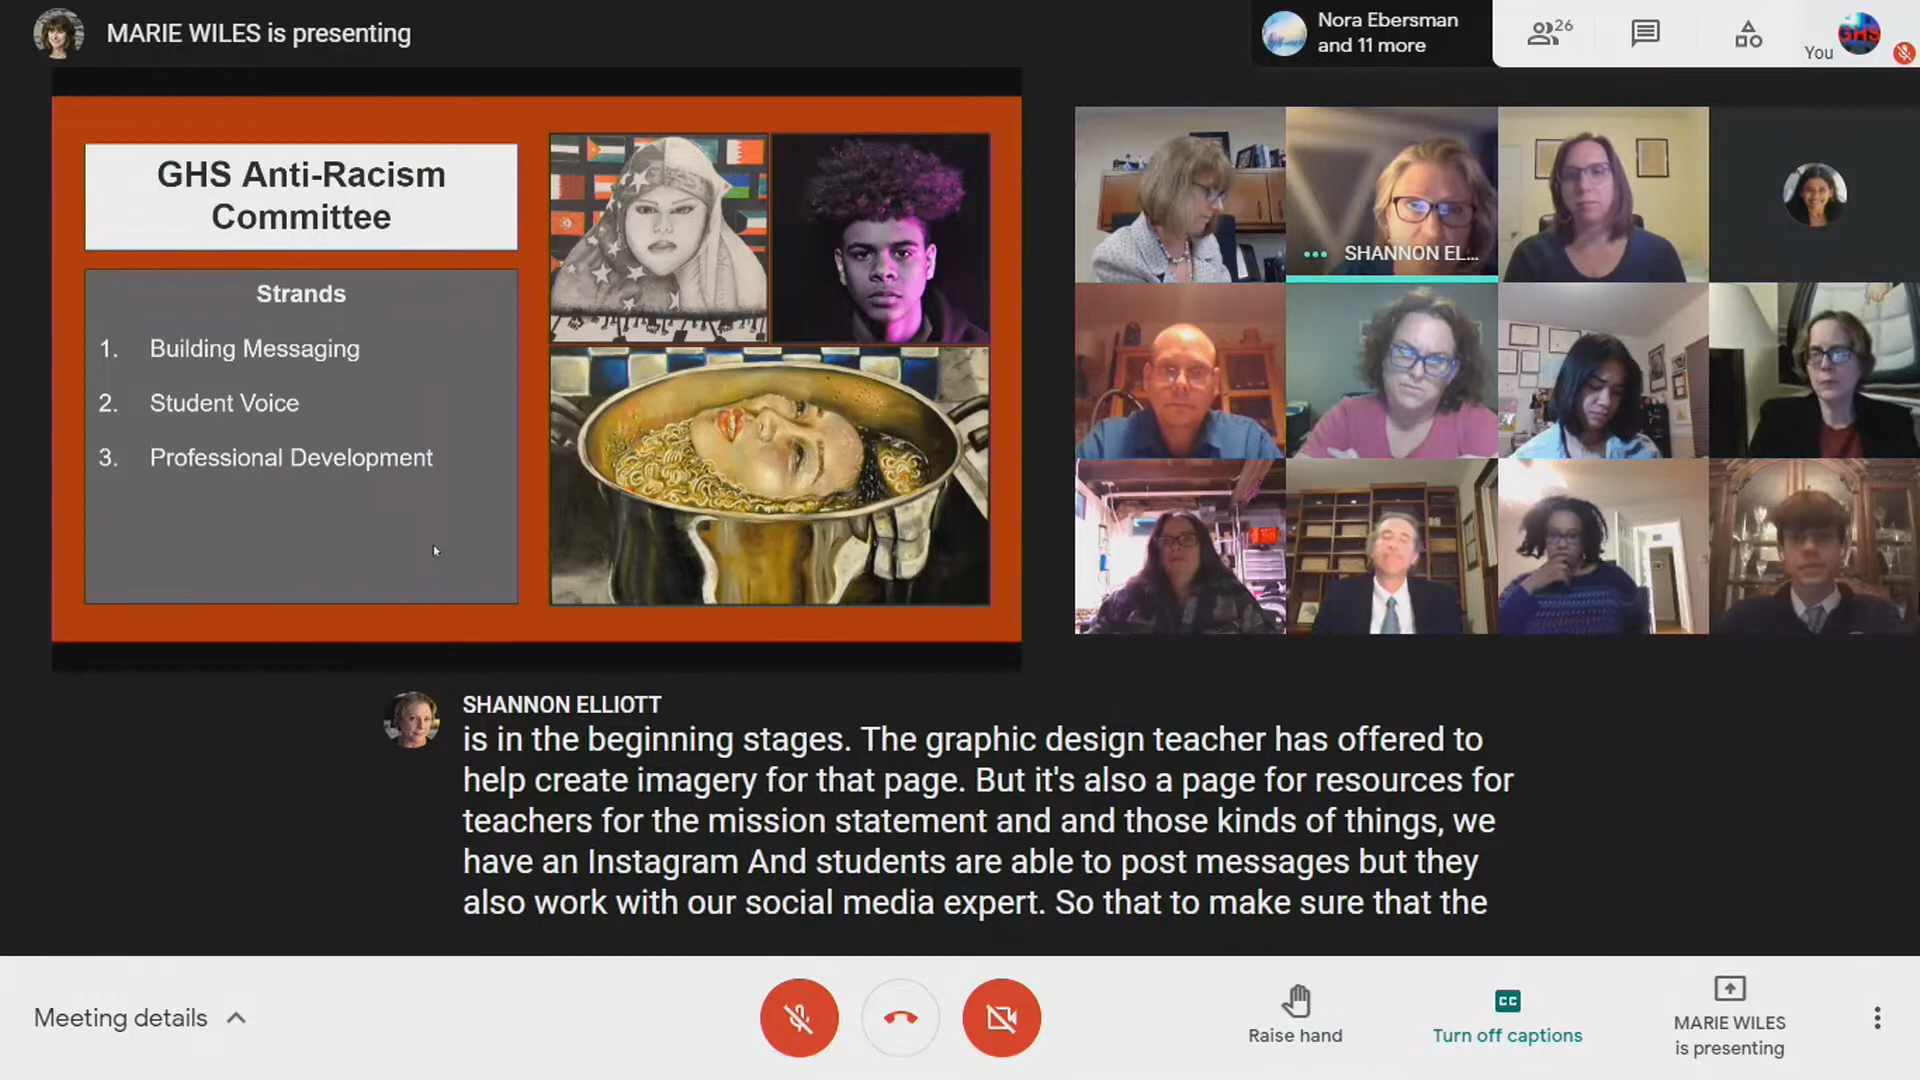 MARIE WILES is presenting
Nora Ebersman
and 11 more
26
You
GHS
GHS Anti-Racism
Committee
Strands
1. Building Messaging
2. Student Voice
3. Professional Development
SHANNON EL...
SHANNON ELLIOTT
is in the beginning stages. The graphic design teacher has offered to
help create imagery for that page. But it's also a page for resources for
teachers for the mission statement and and those kinds of things, we
have an Instagram And students are able to post messages but they
also work with our social media expert. So that to make sure that the
Meeting details
Raise hand
CC
Turn off captions
MARIE WILES
is presenting